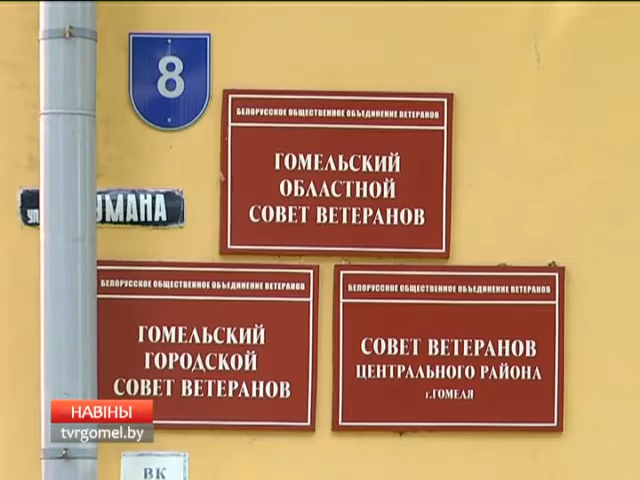 8
БЕЛОРУССКОЕ ОБЩЕСТВЕННОЕ ОБЪЕДИНЕНИЕ ВЕТЕРАНОВ
ГОМЕЛЬСКИЙ
ОБЛАСТНОЙ
СОВЕТ ВЕТЕРАНОВ
УЛ. УМАНА
БЕЛОРУССКОЕ ОБЩЕСТВЕННОЕ ОБЪЕДИНЕНИЕ ВЕТЕРАНОВ
ГОМЕЛЬСКИЙ
ГОРОДСКОЙ
СОВЕТ ВЕТЕРАНОВ
БЕЛОРУССКОЕ ОБЩЕСТВЕННОЕ ОБЪЕДИНЕНИЕ ВЕТЕРАНОВ
СОВЕТ ВЕТЕРАНОВ
ЦЕНТРАЛЬНОГО РАЙОНА
г.ГОМЕЛЯ
НАВІНЫ
tvrgomel.by
ВК